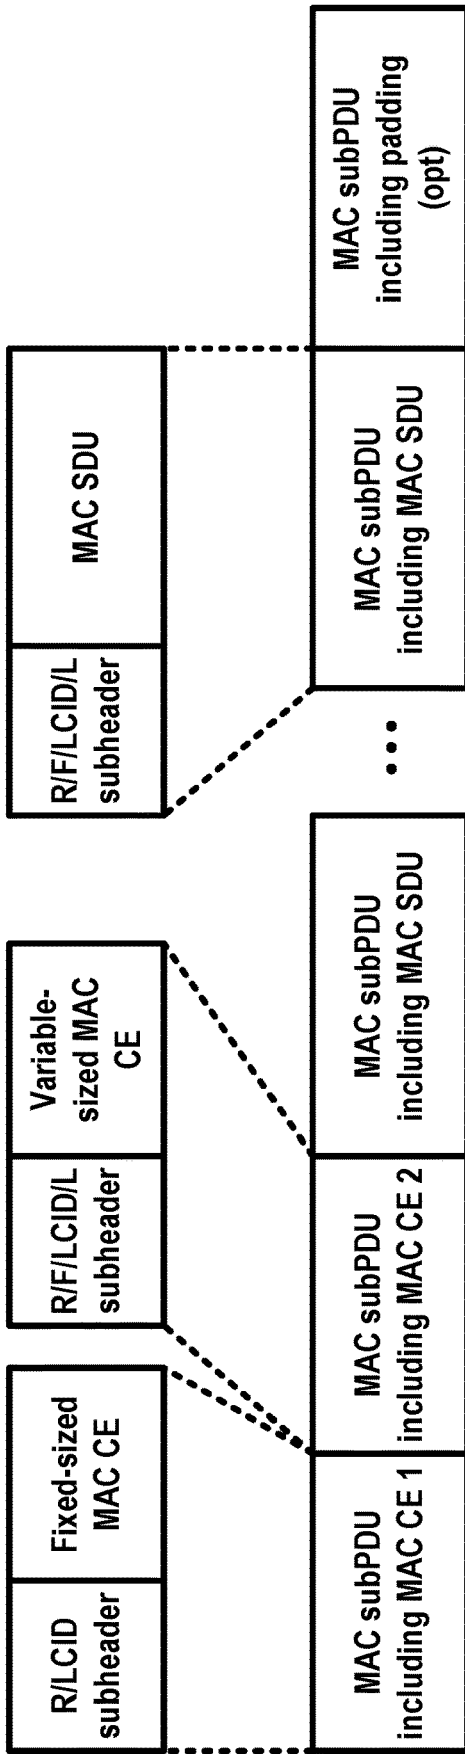 R/LCID
subheader
Fixed-sized
MAC CE
R/F/LCID/L
subheader
Variable-
sized MAC
CE
R/F/LCID/L
subheader
MAC SDU
MAC subPDU
including MAC CE 1
MAC subPDU
including MAC CE 2
MAC subPDU
including MAC SDU
...
MAC subPDU
including MAC SDU
MAC subPDU
including padding
(opt)